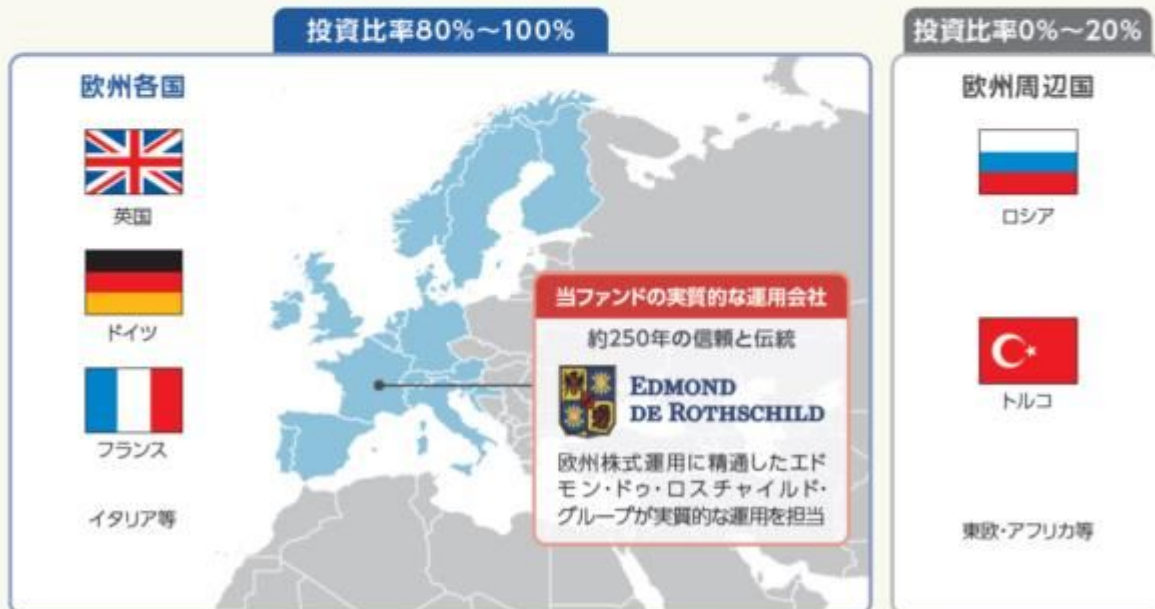 投資比率80%～100%
欧州各国
英国
ドイツ
フランス
イタリア等
当ファンドの実質的な運用会社
約250年の信頼と伝統
EDMOND
DE ROTHSCHILD
欧州株式運用に精通したエド
モン・ドゥ・ロスチャイルド・
グループが実質的な運用を担当
投資比率0%～20%
欧州周辺国
ロシア
トルコ
東欧・アフリカ等